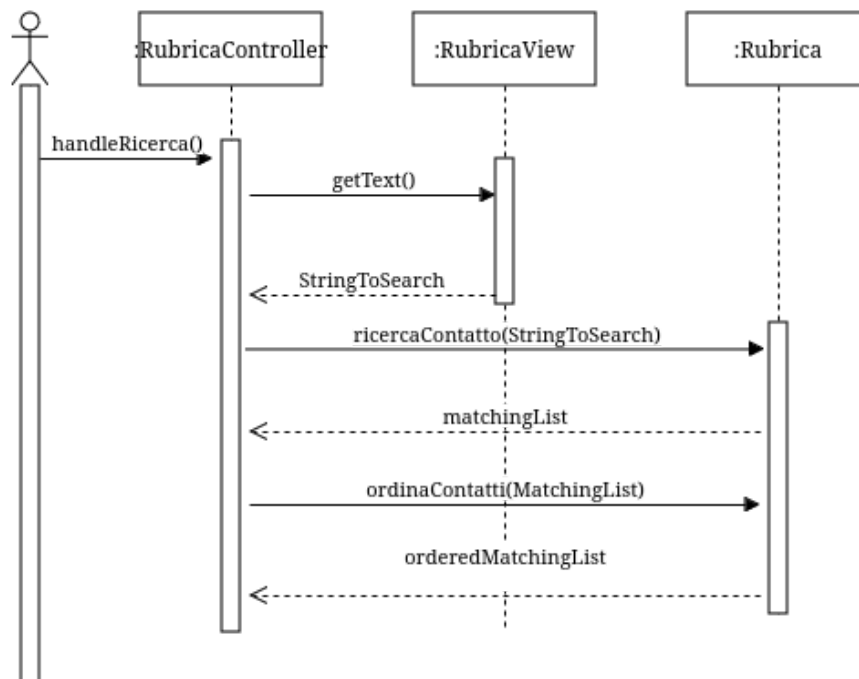 :RubricaController
:RubricaView
:Rubrica
handleRicerca()
getText()
StringToSearch
ricercaContatto(StringToSearch)
matchingList
ordinaContatti(MatchingList)
orderedMatchingList